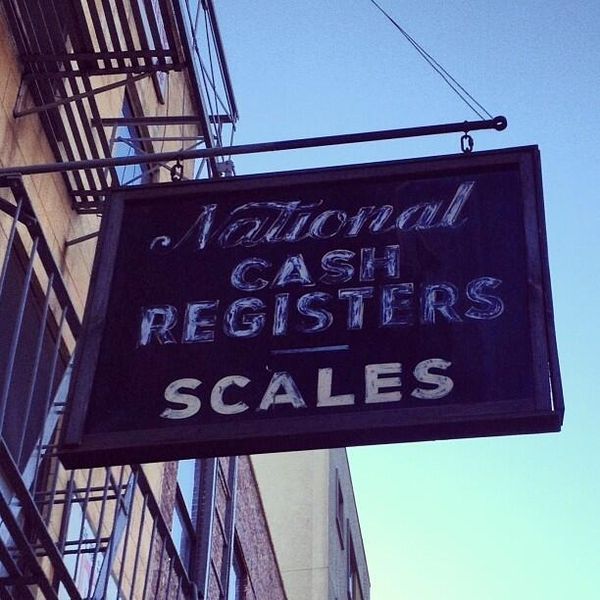 National
CASH
REGISTERS
SCALES